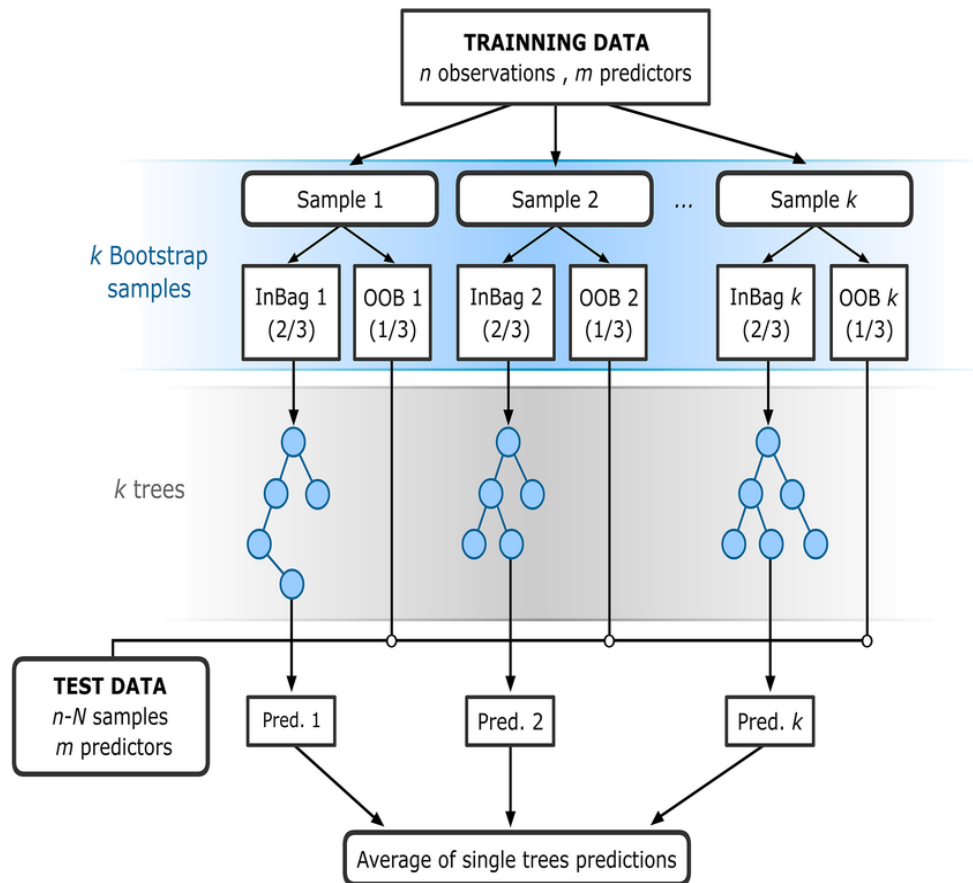 TRAINNING DATA
n observations , m predictors
Sample 1
Sample 2
...
Sample k
k Bootstrap
samples
InBag 1
(2/3)
OOB 1
(1/3)
InBag 2
(2/3)
OOB 2
(1/3)
InBag k
(2/3)
OOB k
(1/3)
k trees
TEST DATA
n-N samples
m predictors
Pred. 1
Pred. 2
Pred. k
Average of single trees predictions